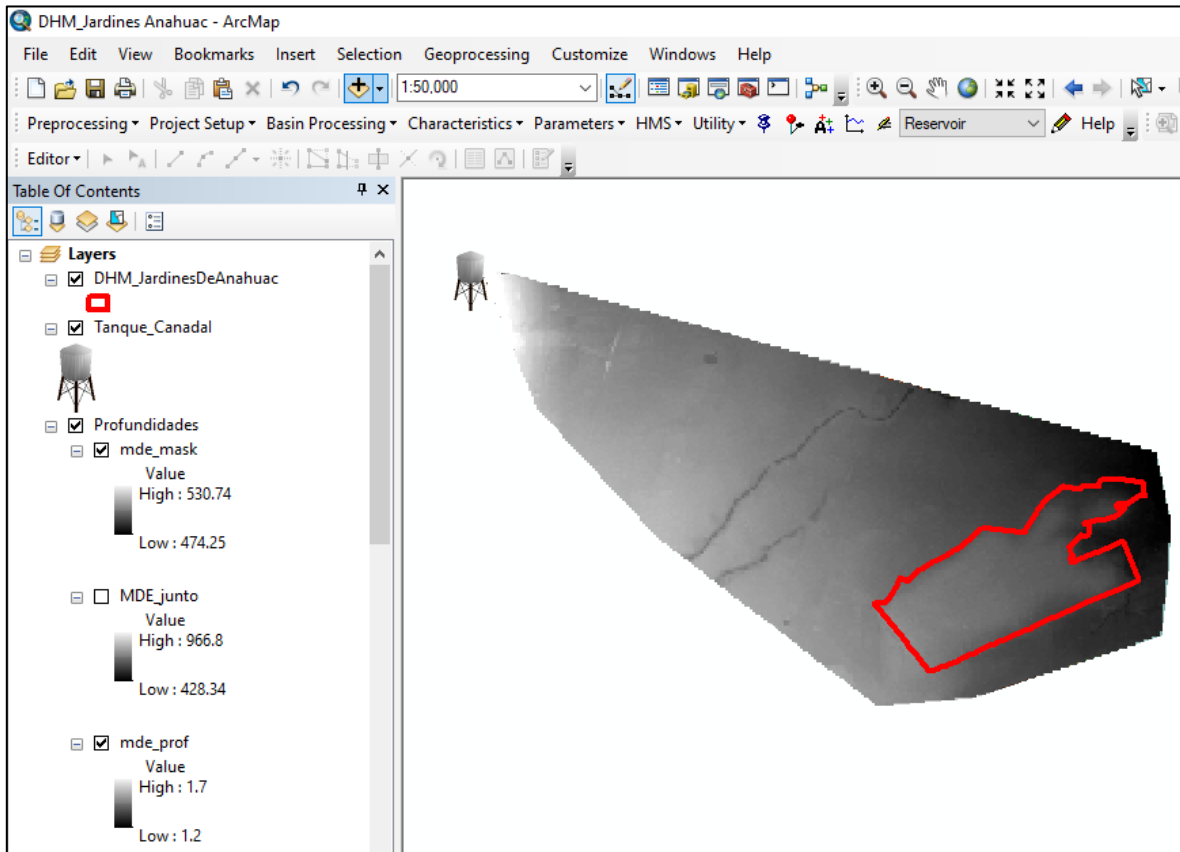 DHM_Jardines Anahuac - ArcMap
File Edit View Bookmarks Insert Selection Geoprocessing Customize Windows Help
1:50,000
Preprocessing Project Setup Basin Processing Characteristics Parameters HMS Utility Reservoir Help
Editor
Table Of Contents
Layers
DHM_JardinesDeAnahuac
Tanque_Canadal
Profundidades
mde_mask
Value
High : 530.74
Low : 474.25
MDE_junto
Value
High : 966.8
Low : 428.34
mde_prof
Value
High : 1.7
Low : 1.2